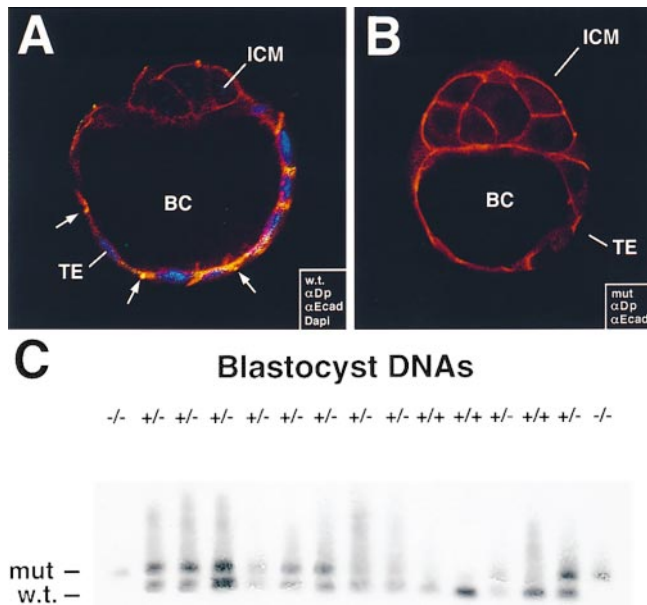 A
ICM
BC
TE
w.t.
αDp
αEcad
DapI
B
ICM
BC
TE
mut
αDp
αEcad
C
Blastocyst DNAs
-/- +/- +/- +/- +/- +/- +/- +/- +/- +/+ +/+ +/- +/+ +/- -/-
mut –
w.t. –